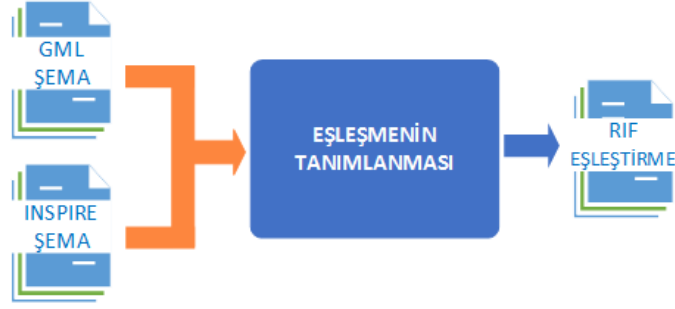 GML
ŞEMA
INSPIRE
ŞEMA
EŞLEŞMENİN
TANIMLANMASI
RIF
EŞLEŞTİRME